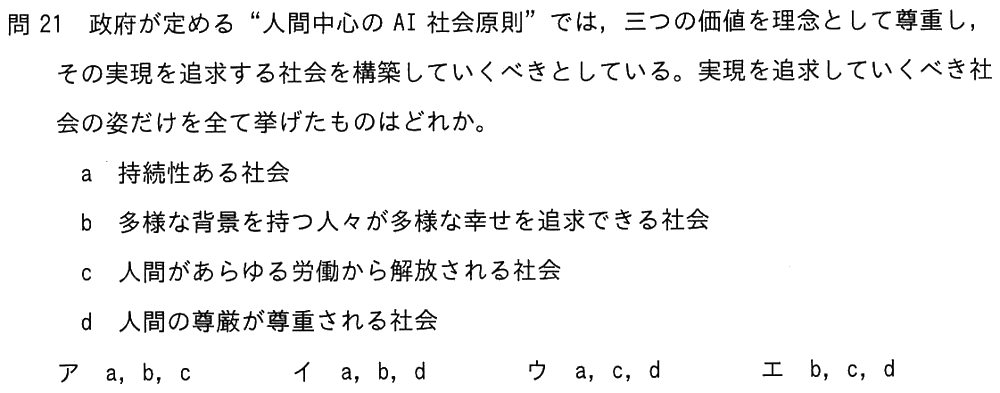 問 21　政府が定める“人間中心の AI 社会原則”では，三つの価値を理念として尊重し，
その実現を追求する社会を構築していくべきとしている。実現を追求していくべき社
会の姿だけを全て挙げたものはどれか。
a　持続性ある社会
b　多様な背景を持つ人々が多様な幸せを追求できる社会
c　人間があらゆる労働から解放される社会
d　人間の尊厳が尊重される社会
ア　a，b，c　　　イ　a，b，d　　　ウ　a，c，d　　　エ　b，c，d